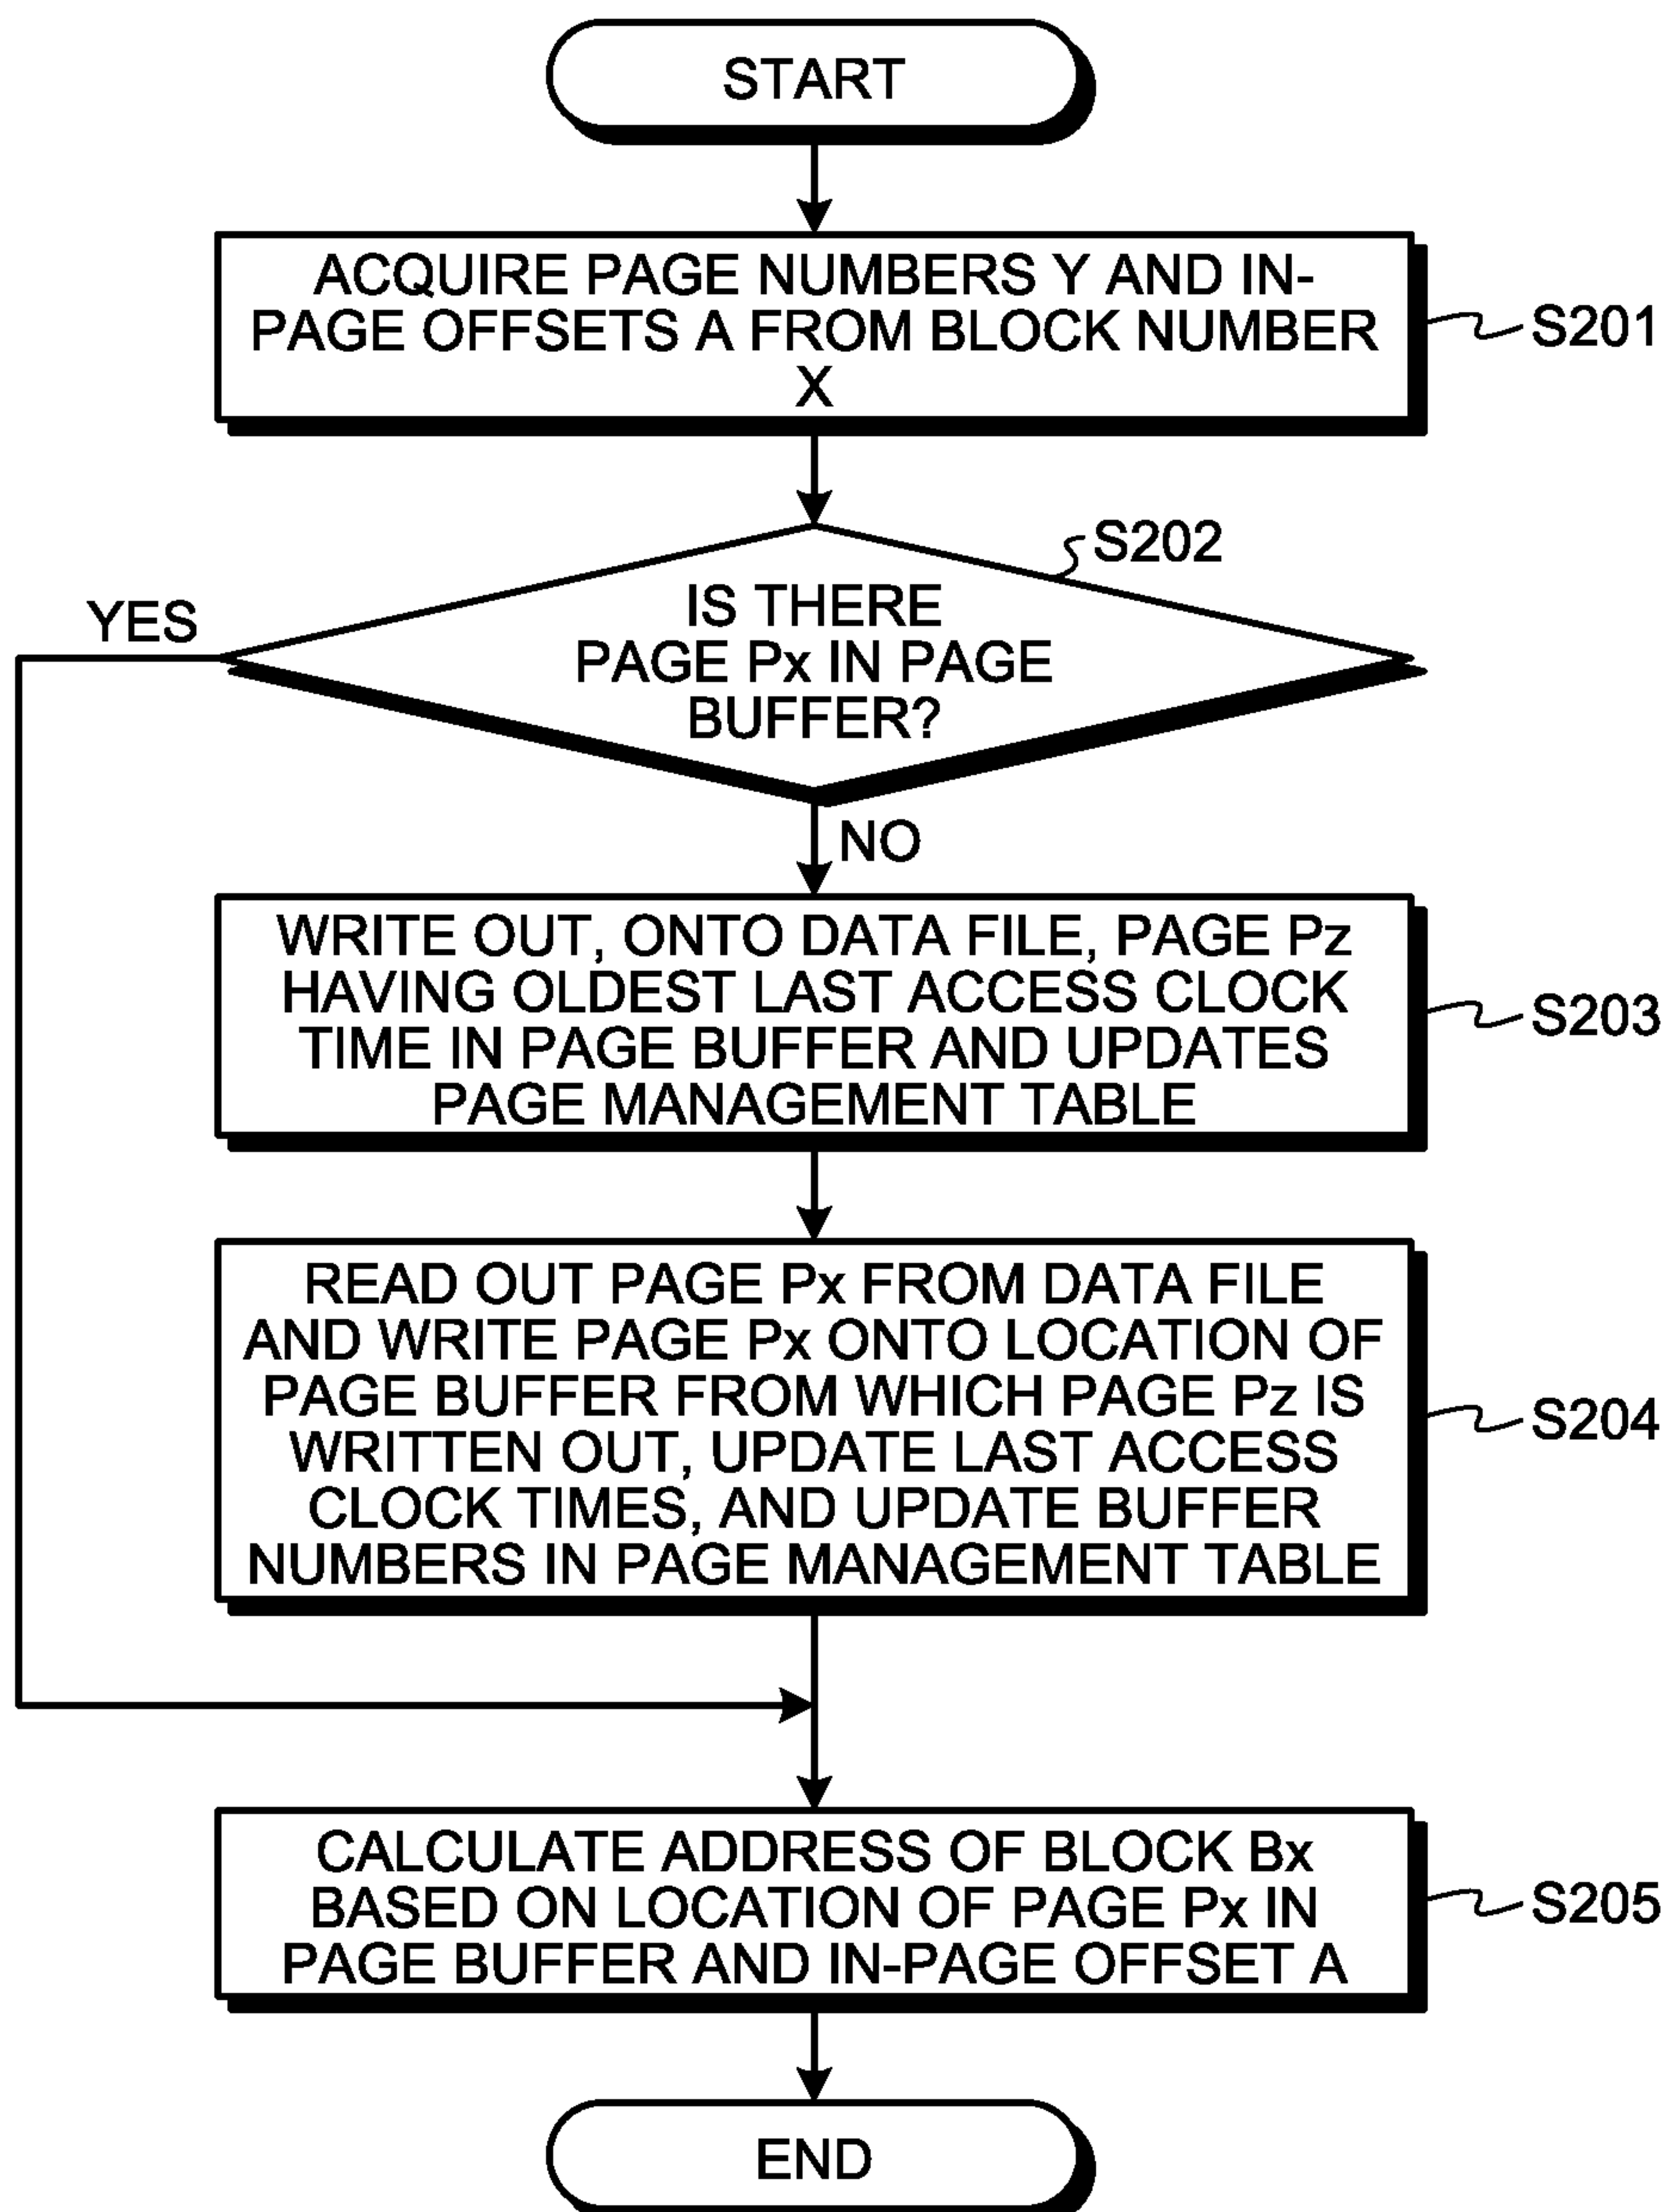 START
ACQUIRE PAGE NUMBERS Y AND IN-
PAGE OFFSETS A FROM BLOCK NUMBER
X
S201
S202
IS THERE
PAGE Px IN PAGE
BUFFER?
YES
NO
WRITE OUT, ONTO DATA FILE, PAGE Pz
HAVING OLDEST LAST ACCESS CLOCK
TIME IN PAGE BUFFER AND UPDATES
PAGE MANAGEMENT TABLE
S203
READ OUT PAGE Px FROM DATA FILE
AND WRITE PAGE Px ONTO LOCATION OF
PAGE BUFFER FROM WHICH PAGE Pz IS
WRITTEN OUT, UPDATE LAST ACCESS
CLOCK TIMES, AND UPDATE BUFFER
NUMBERS IN PAGE MANAGEMENT TABLE
S204
CALCULATE ADDRESS OF BLOCK Bx
BASED ON LOCATION OF PAGE Px IN
PAGE BUFFER AND IN-PAGE OFFSET A
S205
END